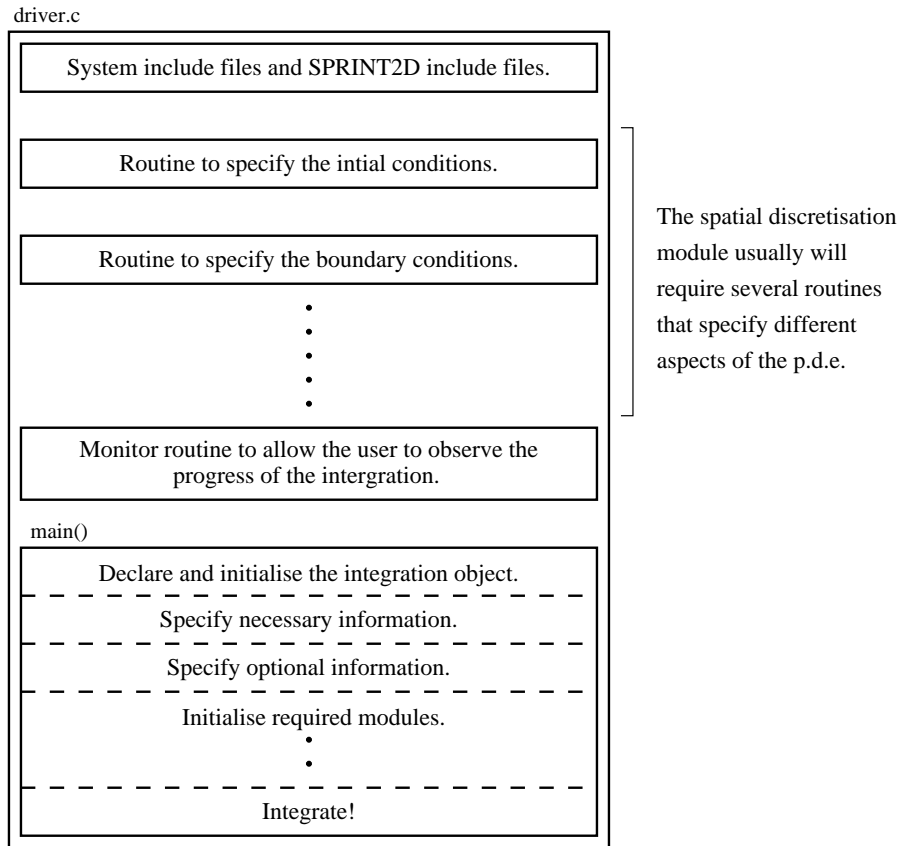 driver.c
System include files and SPRINT2D include files.
Routine to specify the intial conditions.
Routine to specify the boundary conditions.
The spatial discretisation
module usually will
require several routines
that specify different
aspects of the p.d.e.
Monitor routine to allow the user to observe the
progress of the intergration.
main()
Declare and initialise the integration object.
Specify necessary information.
Specify optional information.
Initialise required modules.
Integrate!